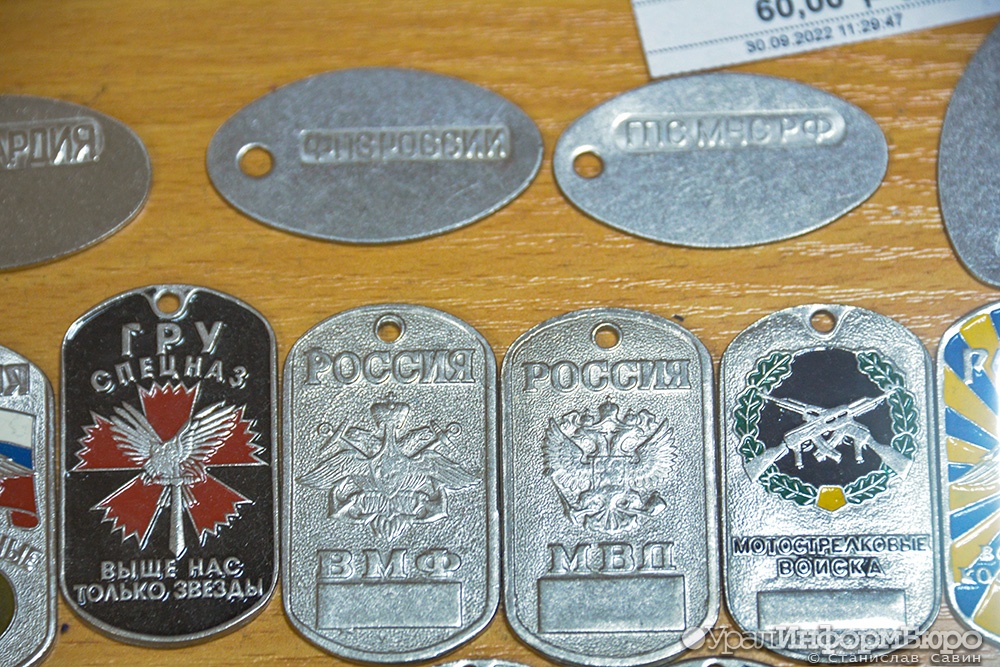 60,00
30.09.2022 11:29:47
АРДИЯ
ФПС РОССИИ
ГПС МЧС РФ
ГРУ
СПЕЦНАЗ
ВЫШЕ НАС
ТОЛЬКО ЗВЕЗДЫ
РОССИЯ
ВМФ
РОССИЯ
МВД
МОТОСТРЕЛКОВЫЕ
ВОЙСКА
УралИнформБюро
© Станислав Савин